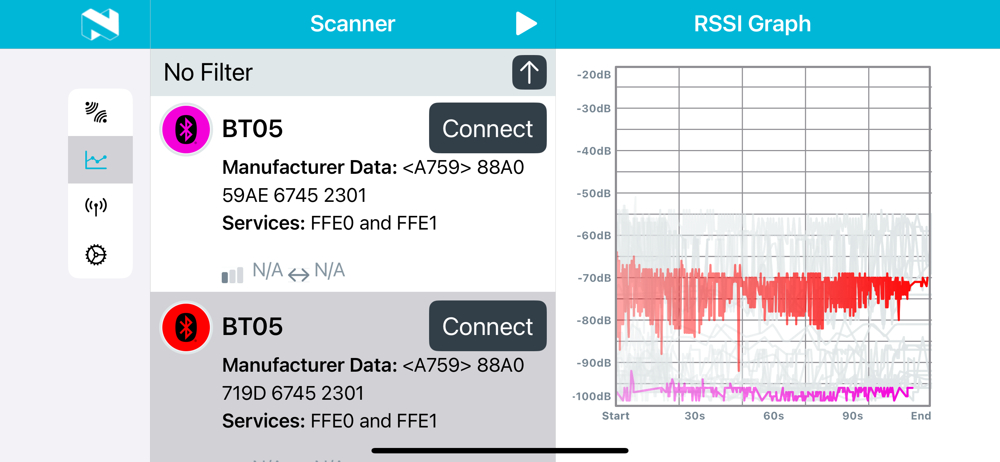 Scanner
RSSI Graph
No Filter
BT05
Connect
Manufacturer Data: <A759> 88A0
59AE 6745 2301
Services: FFE0 and FFE1
N/A N/A
BT05
Connect
Manufacturer Data: <A759> 88A0
719D 6745 2301
Services: FFE0 and FFE1
-20dB
-30dB
-40dB
-50dB
-60dB
-70dB
-80dB
-90dB
-100dB
Start 30s 60s 90s End